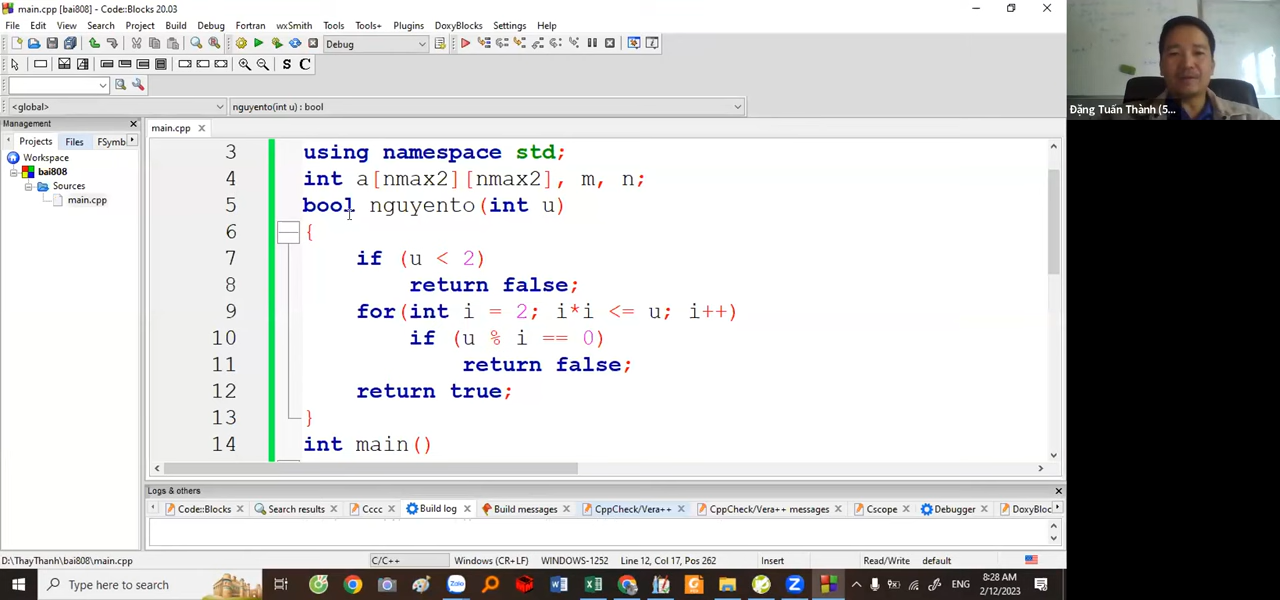 main.cpp [bai808] - Code::Blocks 20.03
File Edit View Search Project Build Debug Fortran wxSmith Tools Tools+ Plugins DoxyBlocks Settings Help
Debug
S C
<global> nguyento(int u) : bool
Management
Projects Files FSymb
Workspace
bai808
Sources
main.cpp
main.cpp
3 using namespace std;
4 int a[nmax2][nmax2], m, n;
5 bool nguyento(int u)
6 {
7 if (u < 2)
8 return false;
9 for(int i = 2; i*i <= u; i++)
10 if (u % i == 0)
11 return false;
12 return true;
13 }
14 int main()
Logs & others
Code::Blocks Search results Cccc Build log Build messages CppCheck/Vera++ CppCheck/Vera++ messages Cscope Debugger DoxyBloc
D:\ThayThanh\bai808\main.cpp C/C++ Windows (CR+LF) WINDOWS-1252 Line 12, Col 17, Pos 262 Insert Read/Write default
Type here to search
ENG
8:28 AM
2/12/2023
Đặng Tuấn Thành (5...